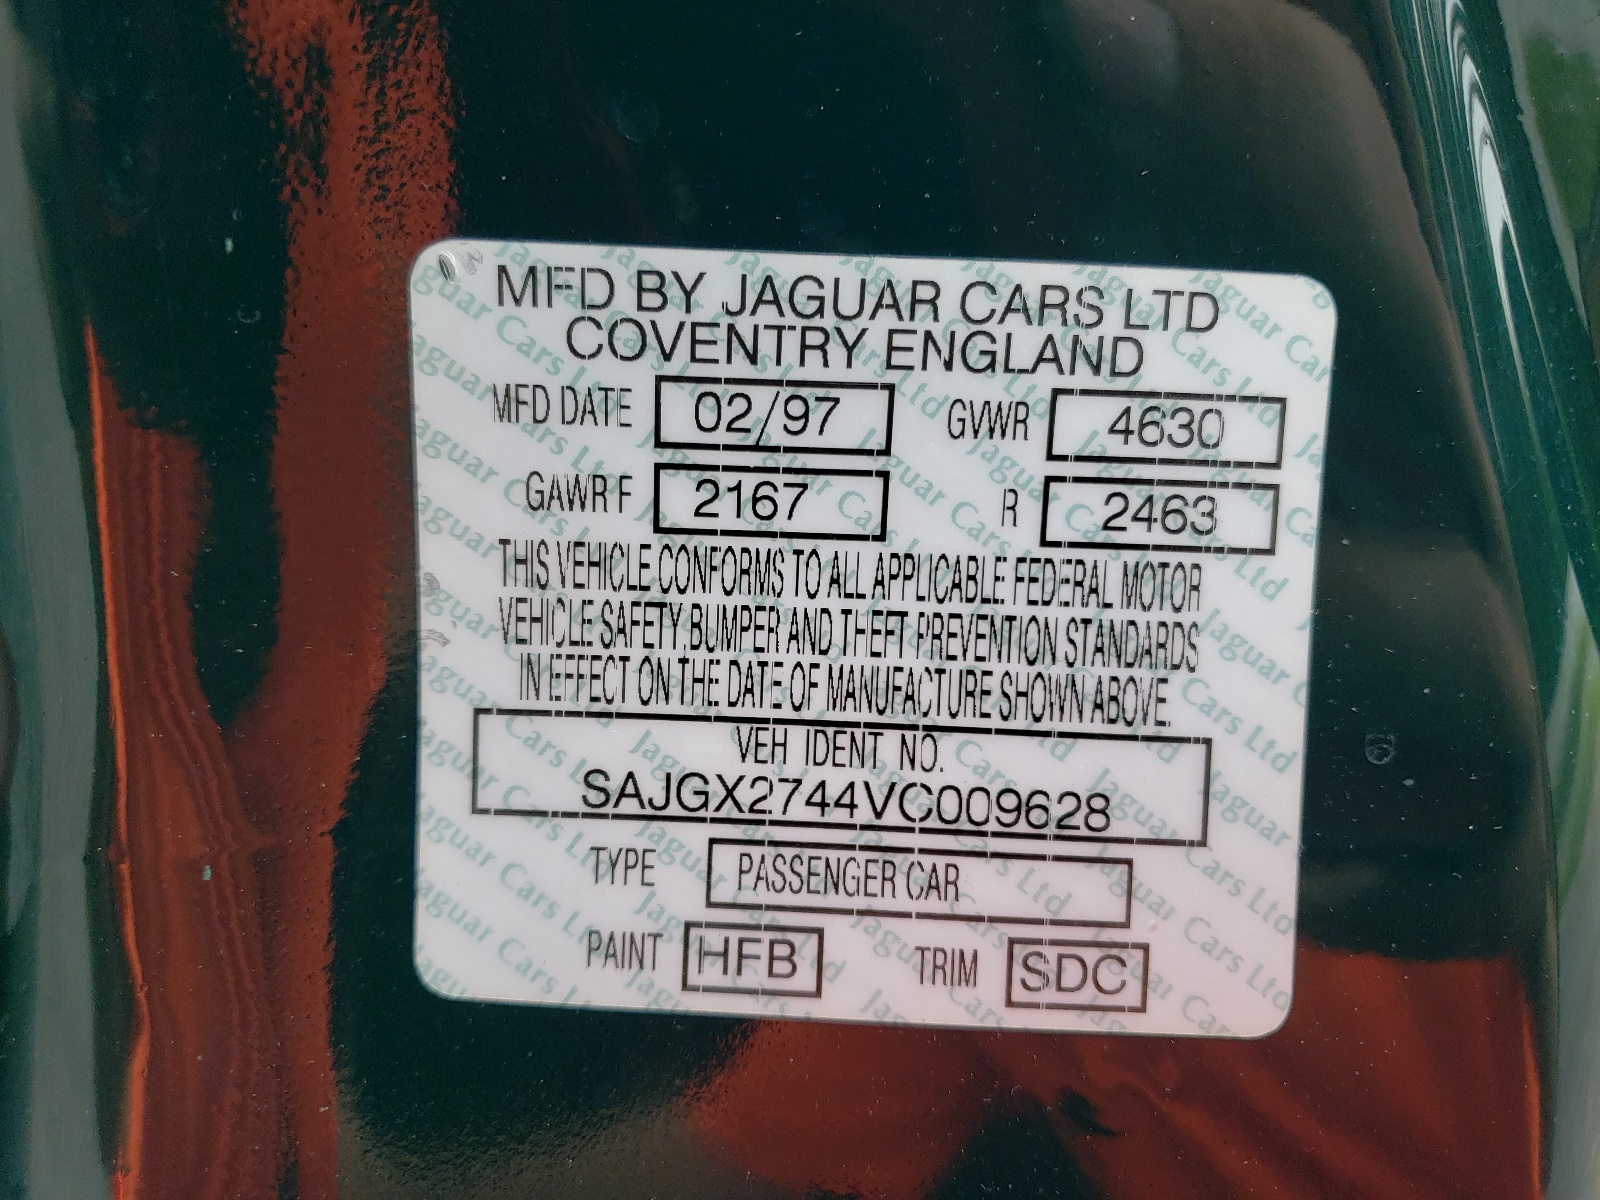 MFD BY JAGUAR CARS LTD
COVENTRY ENGLAND
MFD DATE 02/97 GVWR 4630
GAWR F 2167 R 2463
THIS VEHICLE CONFORMS TO ALL APPLICABLE FEDERAL MOTOR
VEHICLE SAFETY,BUMPER AND THEFT PREVENTION STANDARDS
IN EFFECT ON THE DATE OF MANUFACTURE SHOWN ABOVE.
VEH IDENT NO.
SAJGX2744VC009628
TYPE PASSENGER CAR
PAINT HFB TRIM SDC